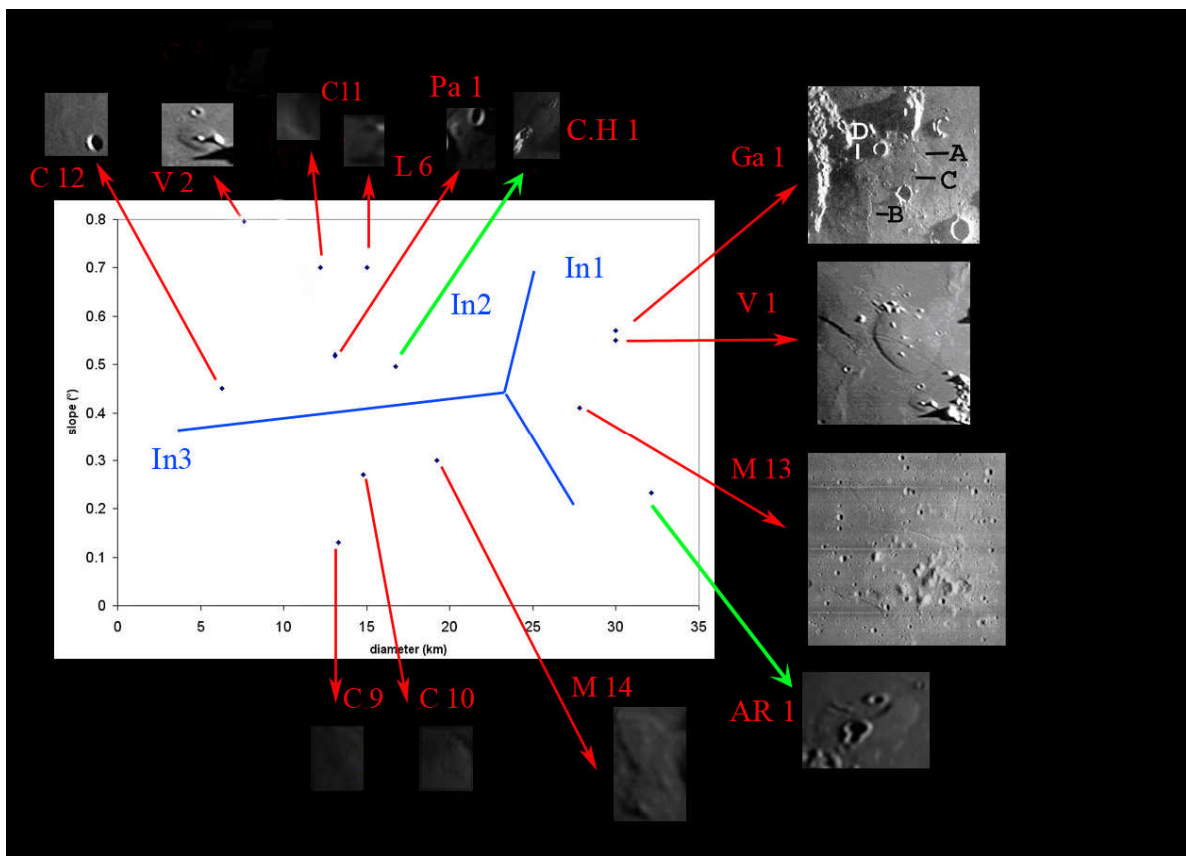 C11
Pa 1
C.H 1
C 12
V 2
L 6
Ga 1
D
I
A
C
B
V 1
M 13
In1
In2
In3
slope (°)
0.8
0.7
0.6
0.5
0.4
0.3
0.2
0.1
0
0 5 10 15 20 25 30 35
diameter (km)
C 9
C 10
M 14
AR 1